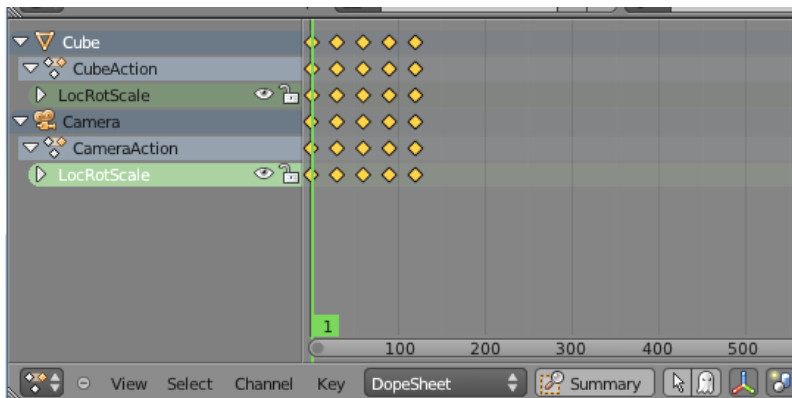 Cube
CubeAction
LocRotScale
Camera
CameraAction
LocRotScale
1
100 200 300 400 500
View Select Channel Key DopeSheet Summary